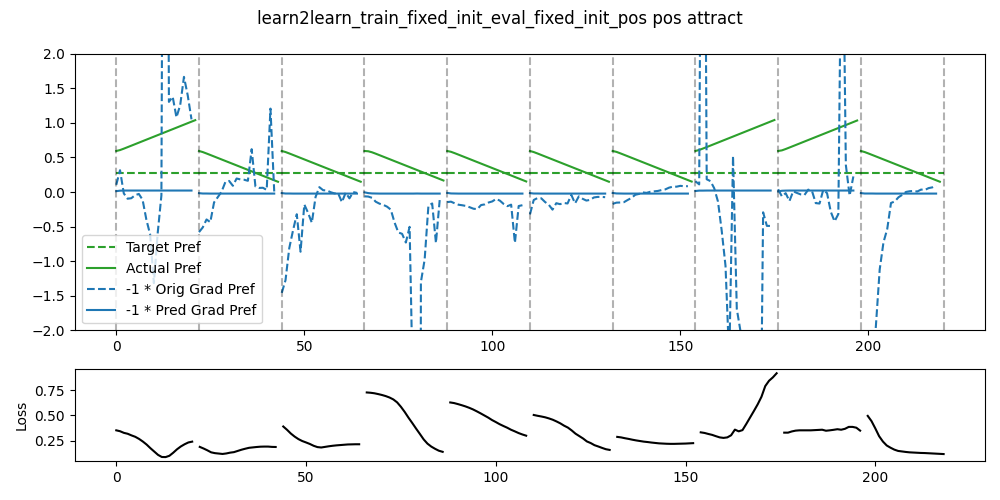 learn2learn_train_fixed_init_eval_fixed_init_pos pos attract
2.0
1.5
1.0
0.5
0.0
−0.5
−1.0
−1.5
−2.0
Target Pref
Actual Pref
-1 * Orig Grad Pref
-1 * Pred Grad Pref
0 50 100 150 200
Loss
0.75
0.50
0.25
0 50 100 150 200